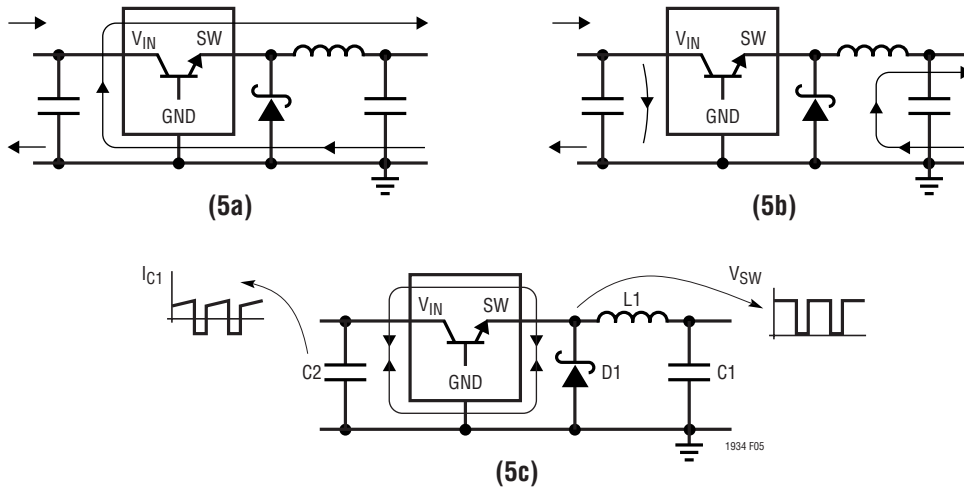 VIN SW
GND
(5a)
VIN SW
GND
(5b)
IC1
VIN SW
GND
C2
D1
L1
C1
VSW
1934 F05
(5c)